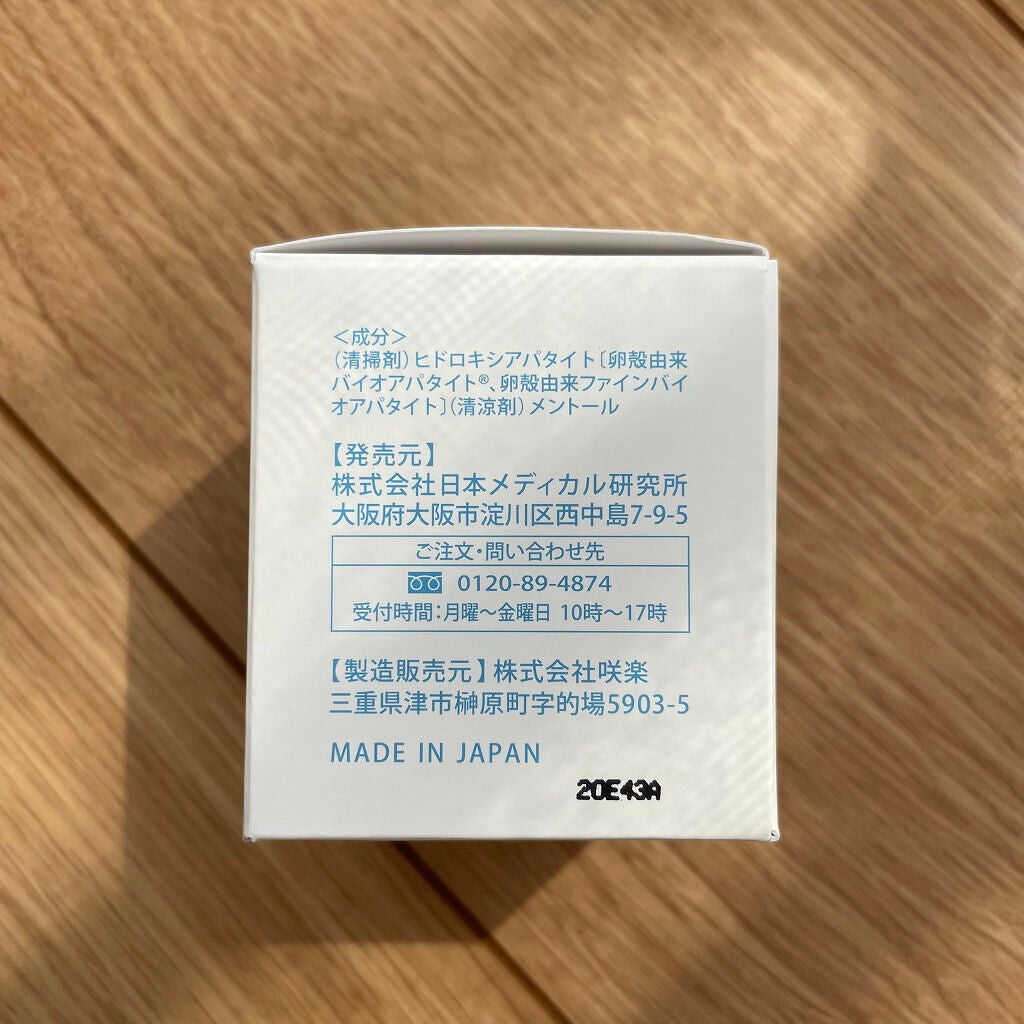 ＜成分＞
（清掃剤）ヒドロキシアパタイト〔卵殻由来
バイオアパタイト®、卵殻由来ファインバイ
オアパタイト〕（清涼剤）メントール
【発売元】
株式会社日本メディカル研究所
大阪府大阪市淀川区西中島7-9-5
ご注文・問い合わせ先
0120-89-4874
受付時間：月曜～金曜日 10時～17時
【製造販売元】株式会社咲楽
三重県津市榊原町字的場5903-5
MADE IN JAPAN
20E43A